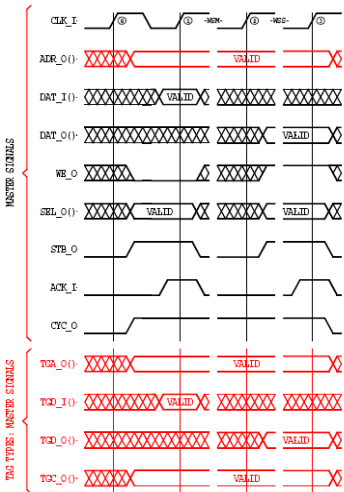 CLK_I 0 1 -WSM- 2 -WSS- 3
ADR_O() VALID
DAT_I() VALID
DAT_O() VALID
WE_O
SEL_O() VALID VALID
STB_O
ACK_I
CYC_O
MASTER SIGNALS
TGA_O() VALID
TGD_I() VALID
TGD_O() VALID
TGC_O() VALID
TAG TYPES: MASTER SIGNALS